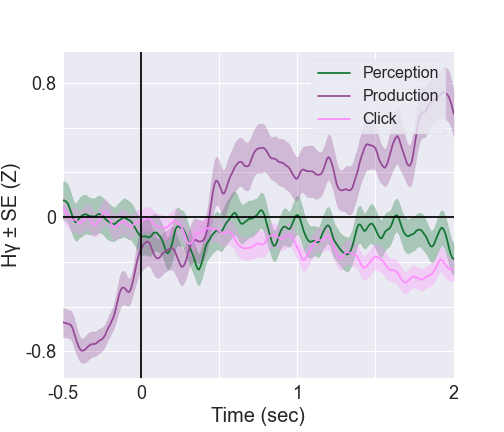 Perception
Production
Click
0.8
0
-0.8
Hγ ± SE (Z)
-0.5
0
1
2
Time (sec)